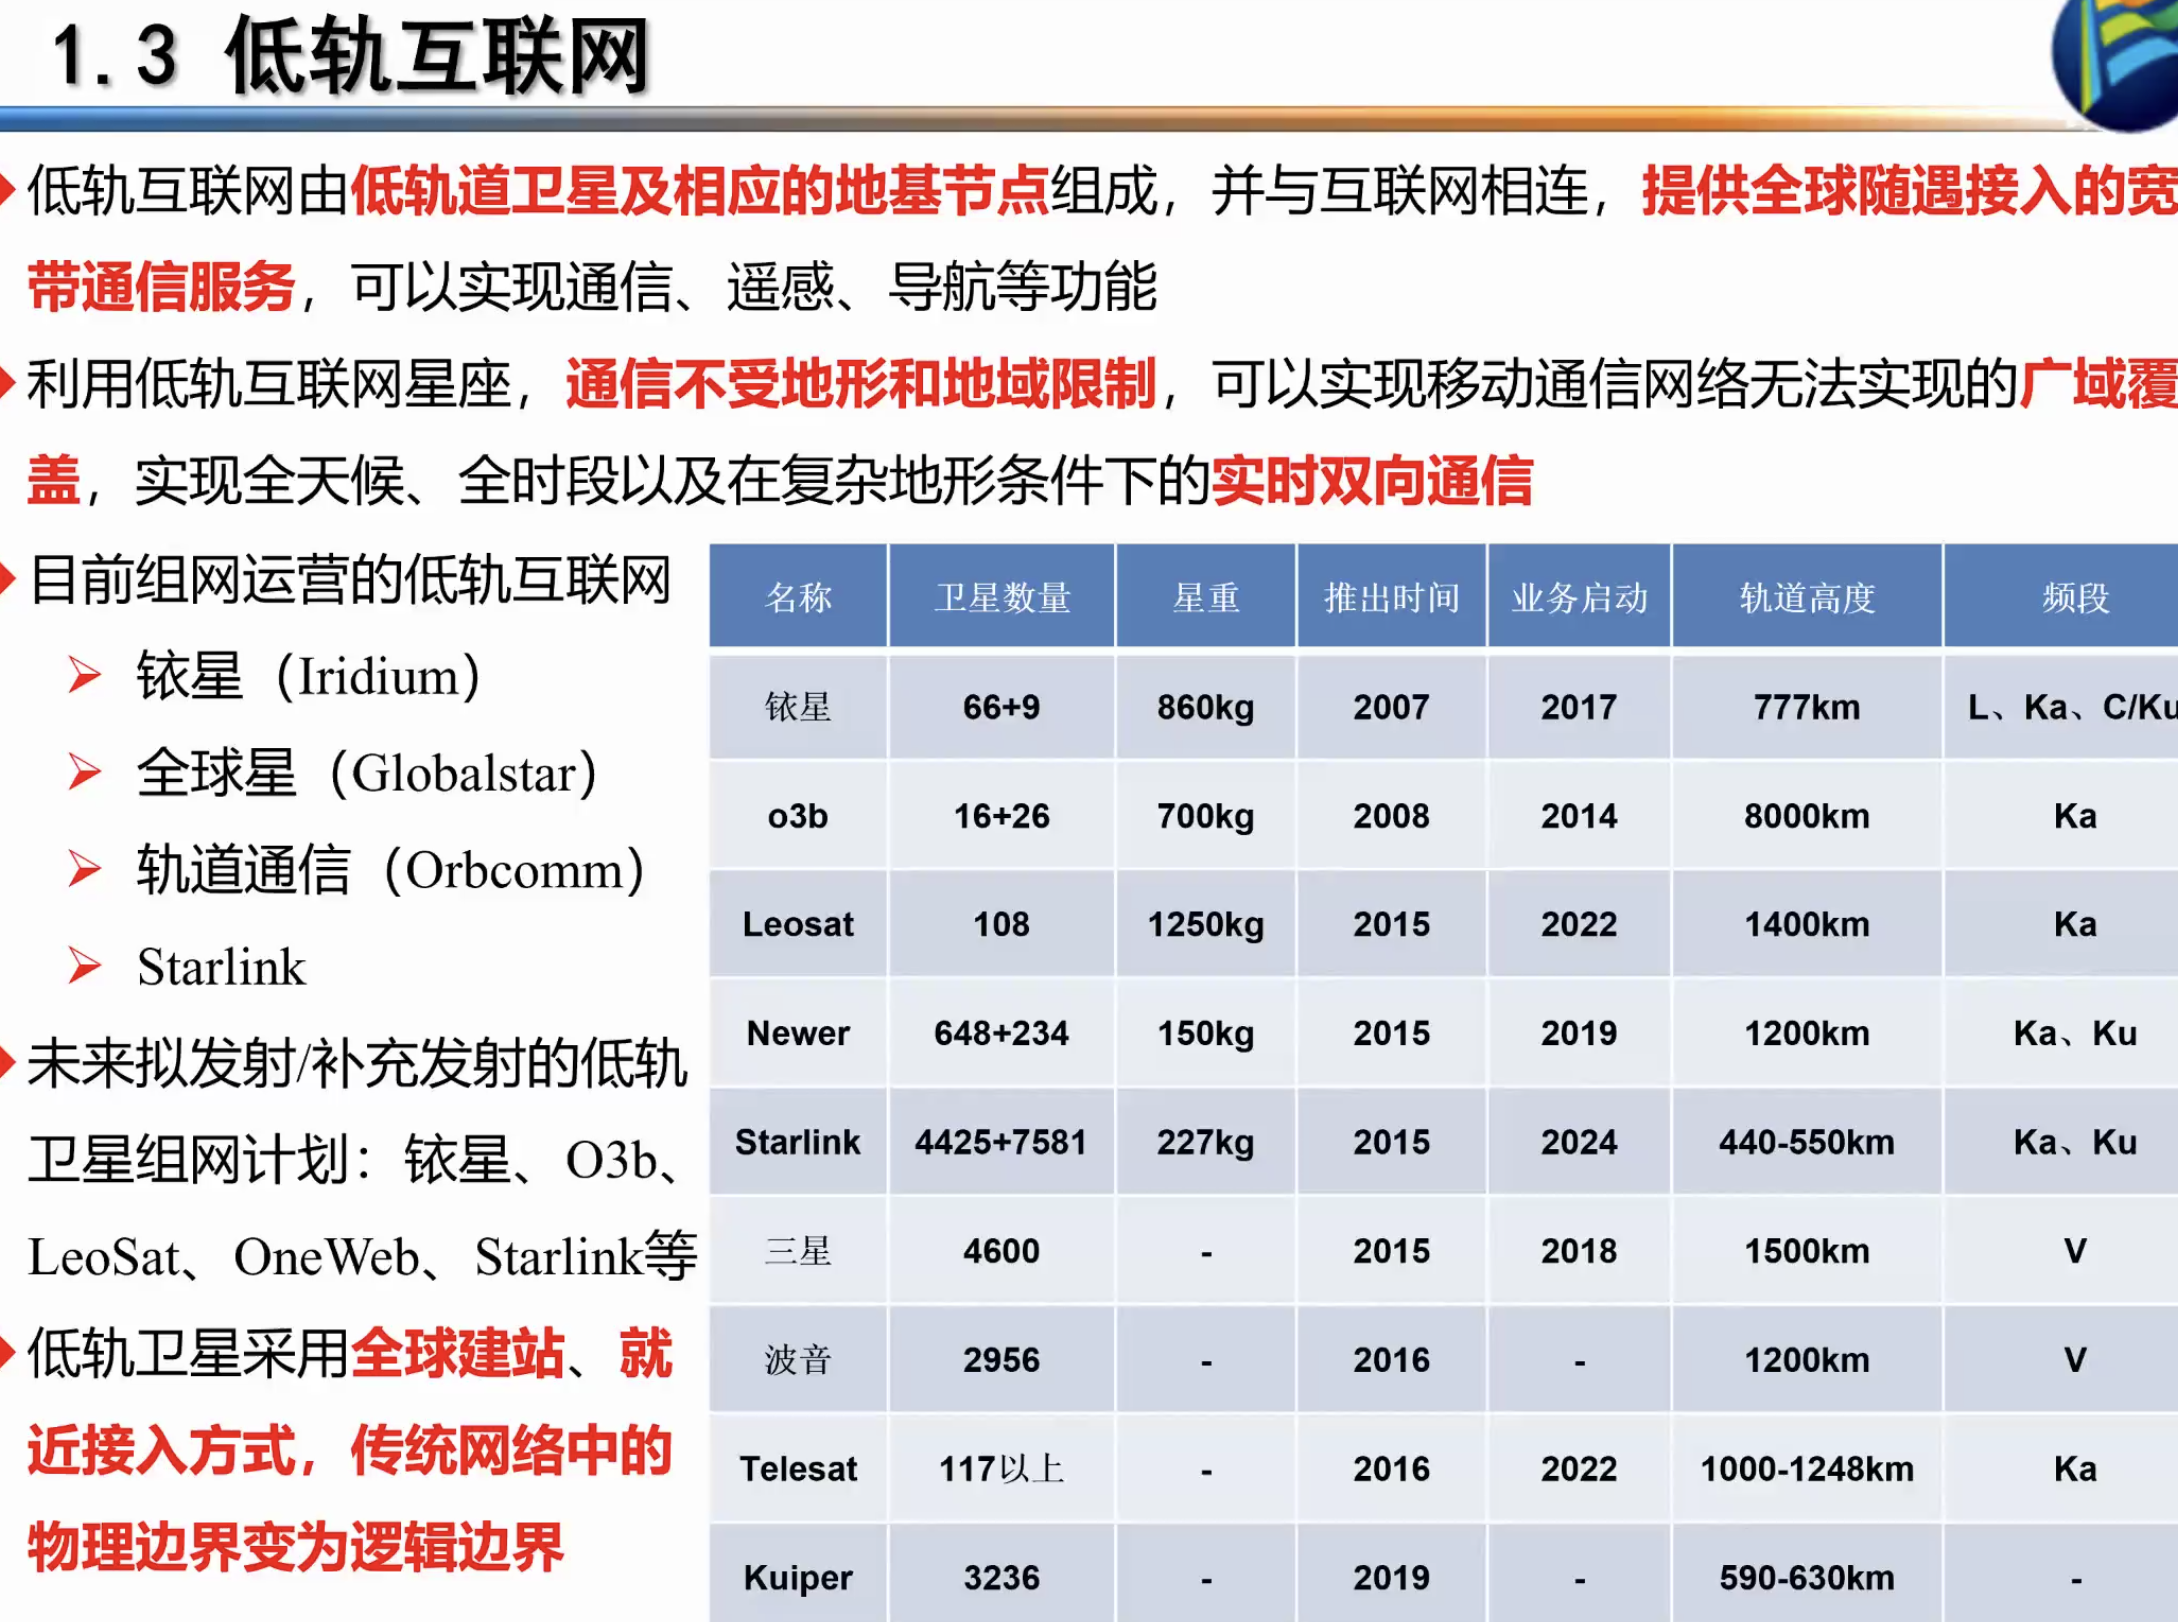 1.3 低轨互联网
低轨互联网由低轨道卫星及相应的地基节点组成，并与互联网相连，提供全球随遇接入的宽
带通信服务，可以实现通信、遥感、导航等功能
利用低轨互联网星座，通信不受地形和地域限制，可以实现移动通信网络无法实现的广域覆
盖，实现全天候、全时段以及在复杂地形条件下的实时双向通信
目前组网运营的低轨互联网
铱星（Iridium）
全球星（Globalstar）
轨道通信（Orbcomm）
Starlink
未来拟发射/补充发射的低轨
卫星组网计划：铱星、O3b、
LeoSat、OneWeb、Starlink等
低轨卫星采用全球建站、就
近接入方式，传统网络中的
物理边界变为逻辑边界
名称 卫星数量 星重 推出时间 业务启动 轨道高度 频段
铱星 66+9 860kg 2007 2017 777km L、Ka、C/Ku
o3b 16+26 700kg 2008 2014 8000km Ka
Leosat 108 1250kg 2015 2022 1400km Ka
Newer 648+234 150kg 2015 2019 1200km Ka、Ku
Starlink 4425+7581 227kg 2015 2024 440-550km Ka、Ku
三星 4600 - 2015 2018 1500km V
波音 2956 - 2016 - 1200km V
Telesat 117以上 - 2016 2022 1000-1248km Ka
Kuiper 3236 - 2019 - 590-630km -